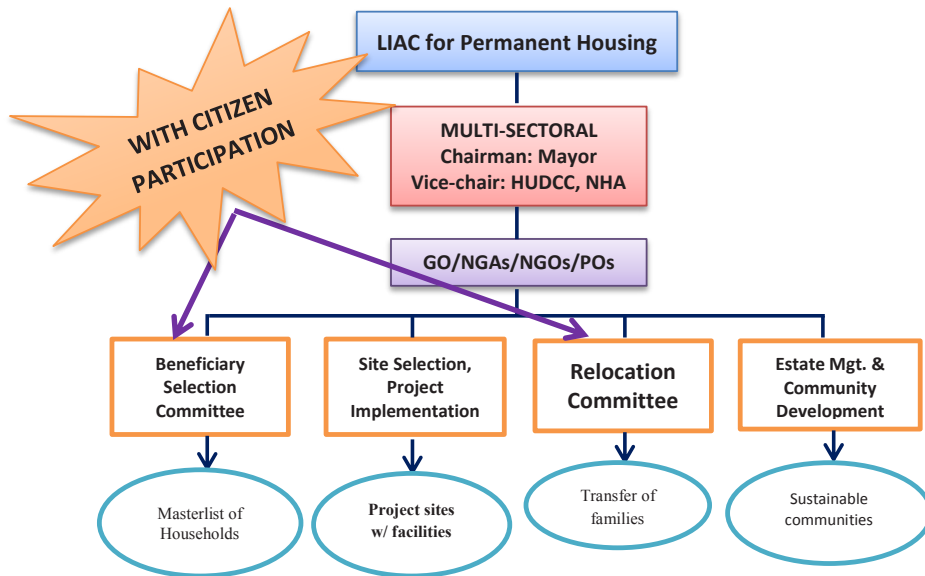 LIAC for Permanent Housing
WITH CITIZEN
PARTICIPATION
MULTI-SECTORAL
Chairman: Mayor
Vice-chair: HUDCC, NHA
GO/NGAs/NGOs/POs
Beneficiary
Selection
Committee
Site Selection,
Project
Implementation
Relocation
Committee
Estate Mgt. &
Community
Development
Masterlist of
Households
Project sites
w/ facilities
Transfer of
families
Sustainable
communities